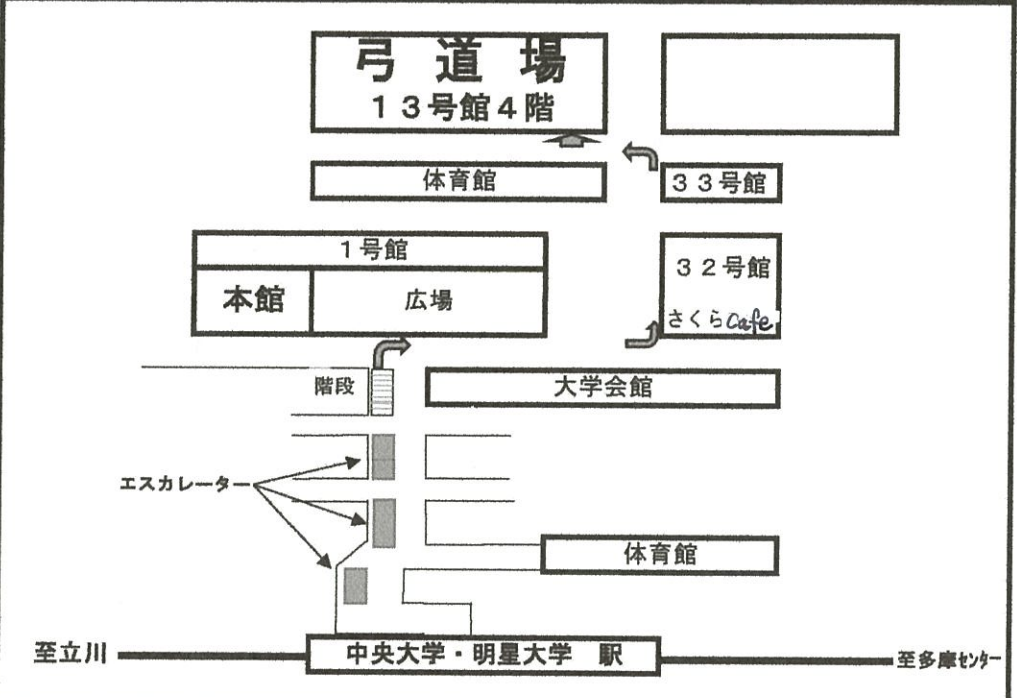 弓 道 場
13号館4階
体育館
33号館
1号館
本館
広場
32号館
さくらCafe
階段
大学会館
エスカレーター
体育館
至立川
中央大学・明星大学 駅
至多摩センター